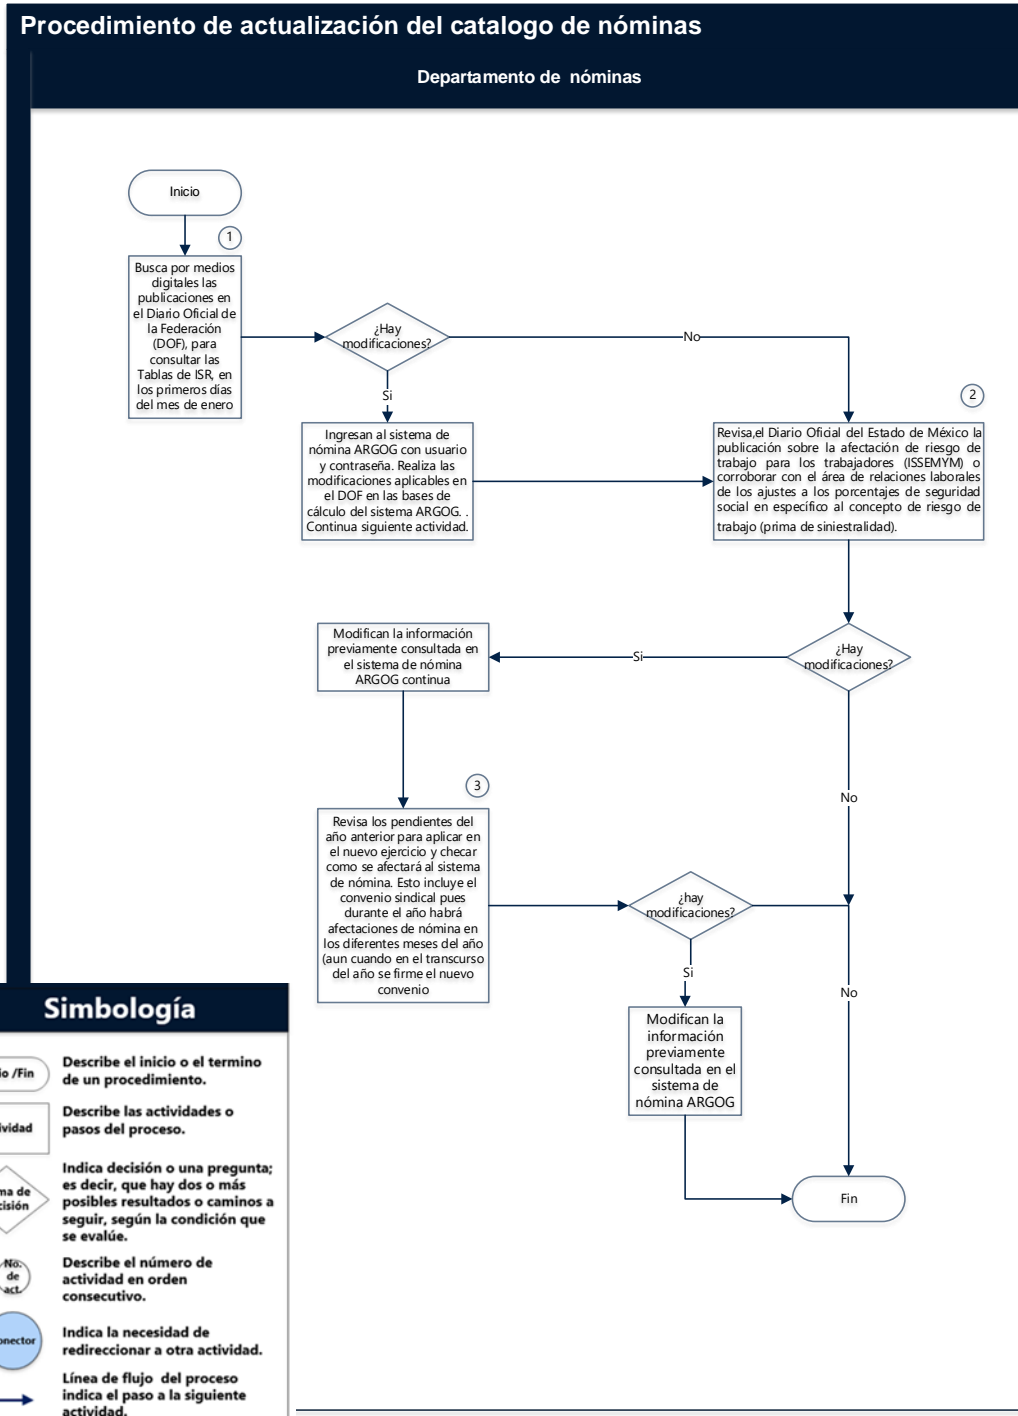 Procedimiento de actualización del catalogo de nóminas
Departamento de nóminas
Inicio
1
Busca por medios
digitales las
publicaciones en
el Diario Oficial de
la Federación
(DOF), para
consultar las
Tablas de ISR, en
los primeros días
del mes de enero
¿Hay
modificaciones?
No
Si
Ingresan al sistema de
nómina ARGOG con usuario
y contraseña. Realiza las
modificaciones aplicables en
el DOF en las bases de
cálculo del sistema ARGOG. .
Continua siguiente actividad.
2
Revisa,el Diario Oficial del Estado de México la
publicación sobre la afectación de riesgo de
trabajo para los trabajadores (ISSEMYM) o
corroborar con el área de relaciones laborales
de los ajustes a los porcentajes de seguridad
social en específico al concepto de riesgo de
trabajo (prima de siniestralidad).
¿Hay
modificaciones?
Si
No
Modifican la información
previamente consultada en
el sistema de nómina
ARGOG continua
3
Revisa los pendientes del
año anterior para aplicar en
el nuevo ejercicio y checar
como se afectará al sistema
de nómina. Esto incluye el
convenio sindical pues
durante el año habrá
afectaciones de nómina en
los diferentes meses del año
(aun cuando en el transcurso
del año se firme el nuevo
convenio
¿hay
modificaciones?
Si
No
Modifican la
información
previamente
consultada en el
sistema de
nómina ARGOG
Fin
Simbología
io /Fin
Describe el inicio o el termino
de un procedimiento.
ividad
Describe las actividades o
pasos del proceso.
ma de
cisión
Indica decisión o una pregunta;
es decir, que hay dos o más
posibles resultados o caminos a
seguir, según la condición que
se evalúe.
No.
de
act.
Describe el número de
actividad en orden
consecutivo.
onector
Indica la necesidad de
redireccionar a otra actividad.
Línea de flujo del proceso
indica el paso a la siguiente
actividad.